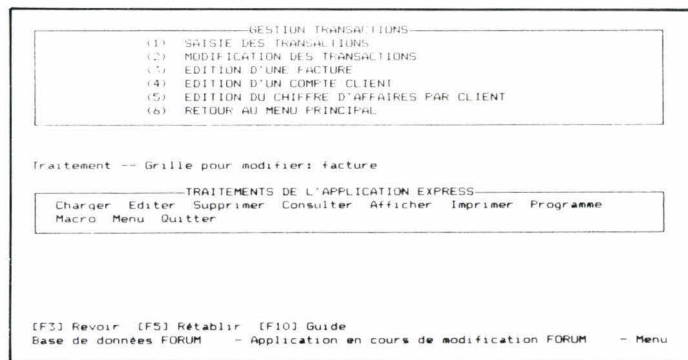 GESTION TRANSACTIONS
(1) SAISIE DES TRANSACTIONS
(2) MODIFICATION DES TRANSACTIONS
(3) EDITION D'UNE FACTURE
(4) EDITION D'UN COMPTE CLIENT
(5) EDITION DU CHIFFRE D'AFFAIRES PAR CLIENT
(6) RETOUR AU MENU PRINCIPAL
Traitement -- Grille pour modifier: facture
TRAITEMENTS DE L'APPLICATION EXPRESS
Charger Editer Supprimer Consulter Afficher Imprimer Programme
Macro Menu Quitter
[F3] Revoir [F5] Rétablir [F10] Guide
Base de données FORUM - Application en cours de modification FORUM - Menu